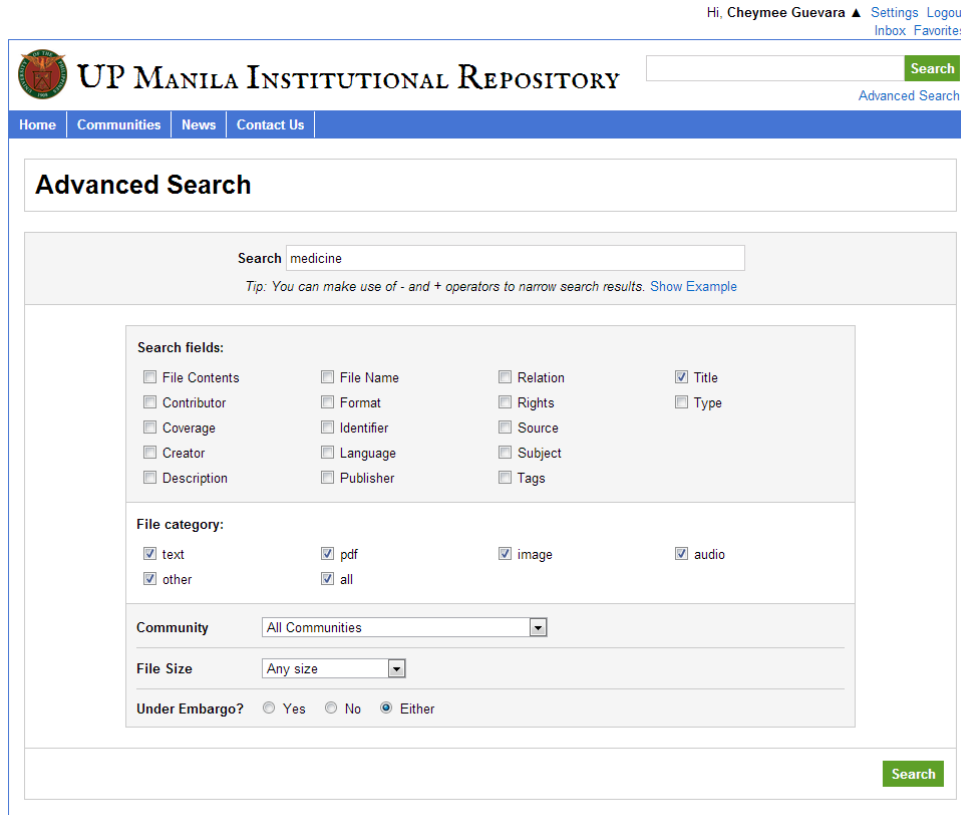 Hi, Cheymee Guevara ▲ Settings Logou
Inbox Favorites
UP Manila Institutional Repository
Search
Advanced Search
Home Communities News Contact Us
Advanced Search
Search medicine
Tip: You can make use of - and + operators to narrow search results. Show Example
Search fields:
File Contents File Name Relation Title
Contributor Format Rights Type
Coverage Identifier Source
Creator Language Subject
Description Publisher Tags
File category:
text pdf image audio
other all
Community All Communities
File Size Any size
Under Embargo? Yes No Either
Search